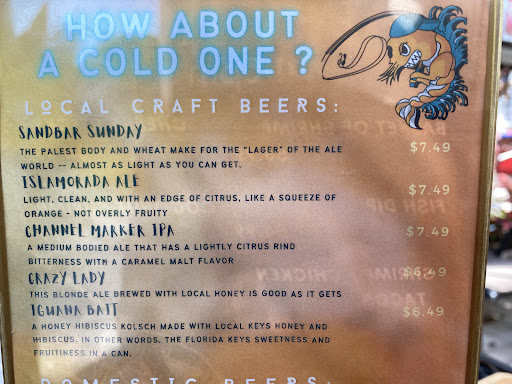 HOW ABOUT
A COLD ONE ?
LOCAL CRAFT BEERS:
SANDBAR SUNDAY
THE PALEST BODY AND WHEAT MAKE FOR THE "LAGER" OF THE ALE
WORLD -- ALMOST AS LIGHT AS YOU CAN GET.
$7.49
ISLAMORADA ALE
$7.49
LIGHT, CLEAN, AND WITH AN EDGE OF CITRUS, LIKE A SQUEEZE OF
ORANGE - NOT OVERLY FRUITY
CHANNEL MARKER IPA
$7.49
A MEDIUM BODIED ALE THAT HAS A LIGHTLY CITRUS RIND
BITTERNESS WITH A CARAMEL MALT FLAVOR
CRAZY LADY
$6.49
THIS BLONDE ALE BREWED WITH LOCAL HONEY IS GOOD AS IT GETS
IGUANA BAIT
$6.49
A HONEY HIBISCUS KOLSCH MADE WITH LOCAL KEYS HONEY AND
HIBISCUS. IN OTHER WORDS, THE FLORIDA KEYS SWEETNESS AND
FRUITINESS IN A CAN.
DOMESTIC BEERS: